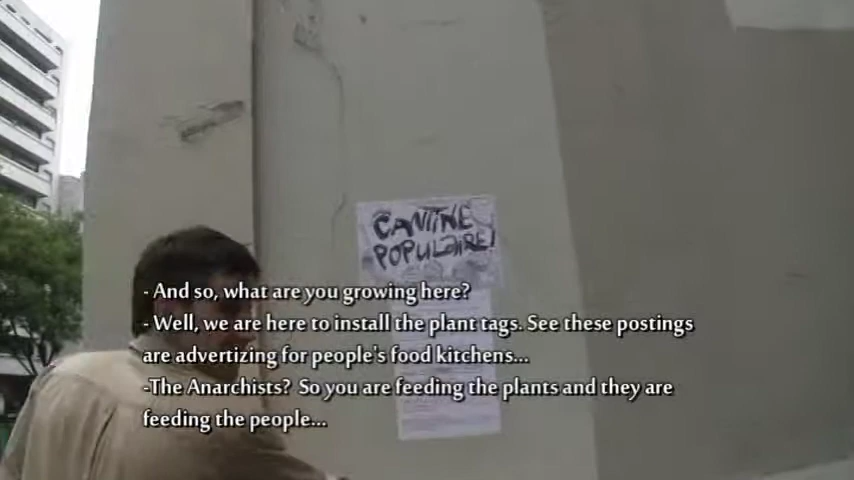 CANTINE
POPULAIRE!
- And so, what are you growing here?
- Well, we are here to install the plant tags. See these postings
are advertizing for people's food kitchens...
-The Anarchists? So you are feeding the plants and they are
feeding the people...